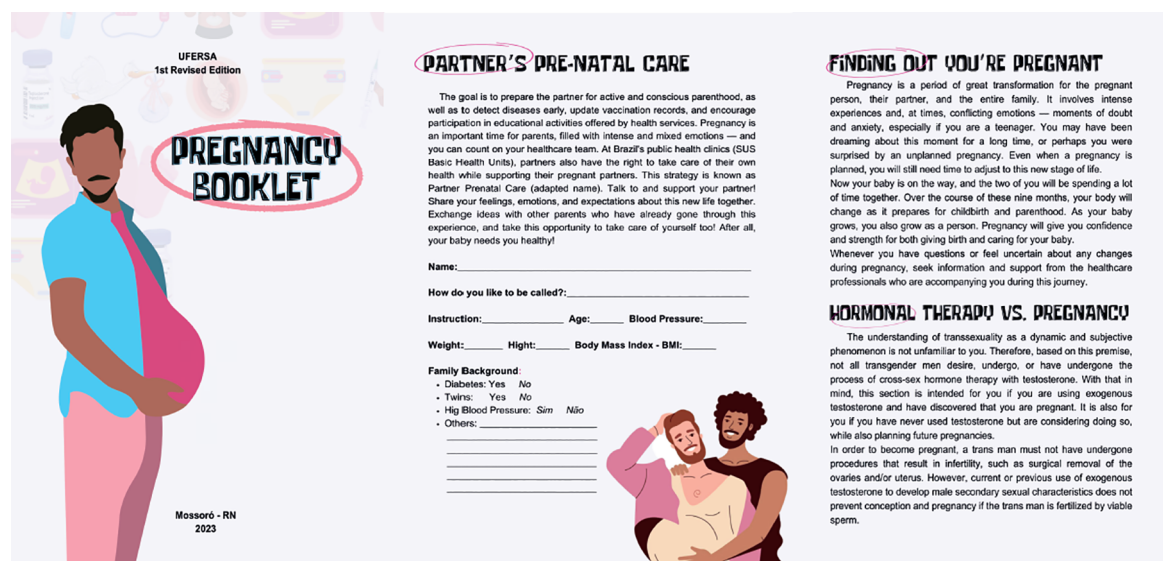 UFERSA
1st Revised Edition
PREGNANCY
BOOKLET
Mossoró - RN
2023
PARTNER'S PRE-NATAL CARE
The goal is to prepare the partner for active and conscious parenthood, as
well as to detect diseases early, update vaccination records, and encourage
participation in educational activities offered by health services. Pregnancy is
an important time for parents, filled with intense and mixed emotions — and
you can count on your healthcare team. At Brazil's public health clinics (SUS
Basic Health Units), partners also have the right to take care of their own
health while supporting their pregnant partners. This strategy is known as
Partner Prenatal Care (adapted name). Talk to and support your partner!
Share your feelings, emotions, and expectations about this new life together.
Exchange ideas with other parents who have already gone through this
experience, and take this opportunity to take care of yourself too! After all,
your baby needs you healthy!
Name:
How do you like to be called?:
Instruction: Age: Blood Pressure:
Weight: Hight: Body Mass Index - BMI:
Family Background:
• Diabetes: Yes No
• Twins: Yes No
• Hig Blood Pressure: Sim Não
• Others:
FINDING OUT YOU'RE PREGNANT
Pregnancy is a period of great transformation for the pregnant
person, their partner, and the entire family. It involves intense
experiences and, at times, conflicting emotions — moments of doubt
and anxiety, especially if you are a teenager. You may have been
dreaming about this moment for a long time, or perhaps you were
surprised by an unplanned pregnancy. Even when a pregnancy is
planned, you will still need time to adjust to this new stage of life.
Now your baby is on the way, and the two of you will be spending a lot
of time together. Over the course of these nine months, your body will
change as it prepares for childbirth and parenthood. As your baby
grows, you also grow as a person. Pregnancy will give you confidence
and strength for both giving birth and caring for your baby.
Whenever you have questions or feel uncertain about any changes
during pregnancy, seek information and support from the healthcare
professionals who are accompanying you during this journey.
HORMONAL THERAPY VS. PREGNANCY
The understanding of transsexuality as a dynamic and subjective
phenomenon is not unfamiliar to you. Therefore, based on this premise,
not all transgender men desire, undergo, or have undergone the
process of cross-sex hormone therapy with testosterone. With that in
mind, this section is intended for you if you are using exogenous
testosterone and have discovered that you are pregnant. It is also for
you if you have never used testosterone but are considering doing so,
while also planning future pregnancies.
In order to become pregnant, a trans man must not have undergone
procedures that result in infertility, such as surgical removal of the
ovaries and/or uterus. However, current or previous use of exogenous
testosterone to develop male secondary sexual characteristics does not
prevent conception and pregnancy if the trans man is fertilized by viable
sperm.